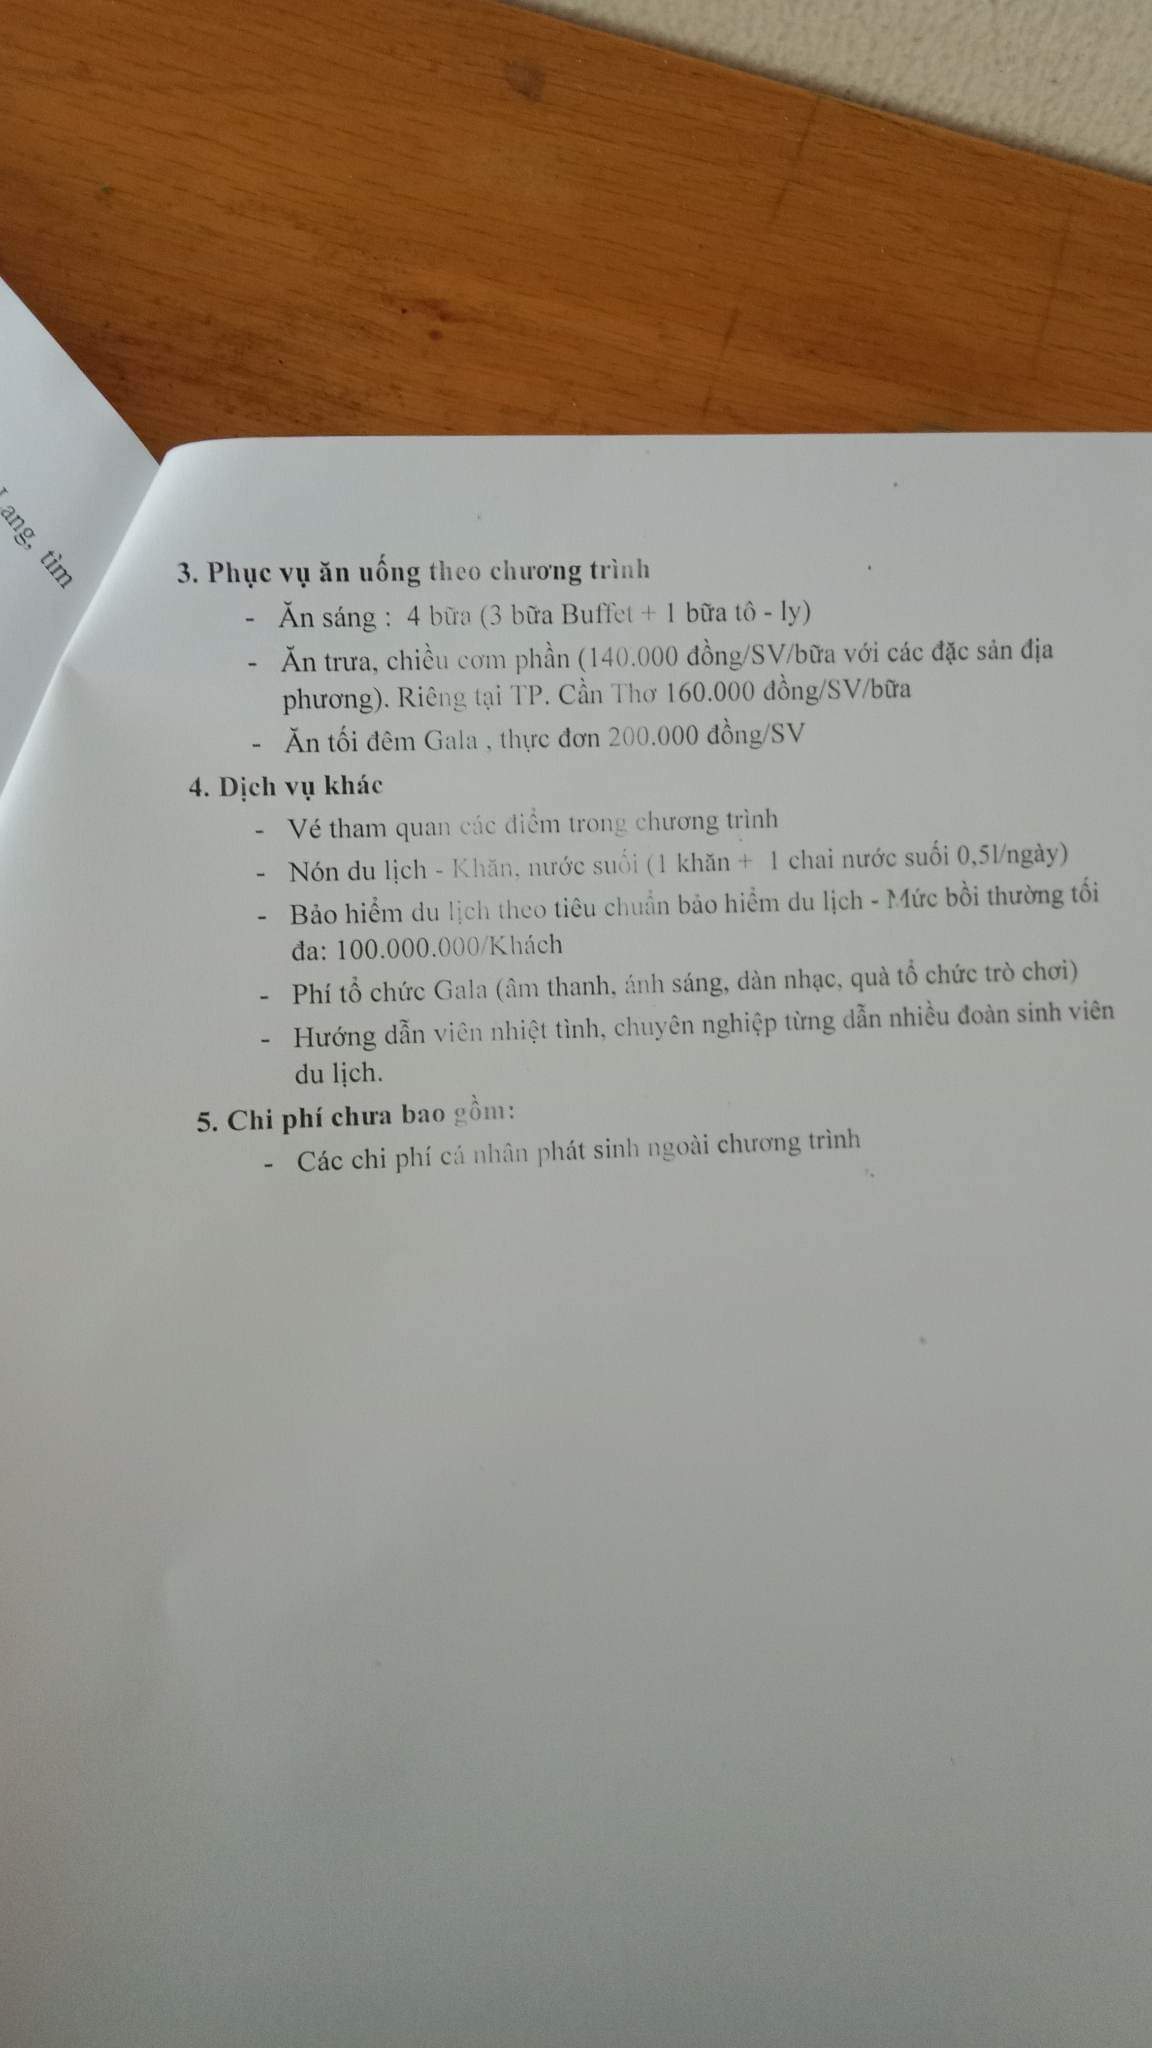 ang, tìm
3. Phục vụ ăn uống theo chương trình
- Ăn sáng : 4 bữa (3 bữa Buffet + 1 bữa tô - ly)
- Ăn trưa, chiều cơm phần (140.000 đồng/SV/bữa với các đặc sản địa
phương). Riêng tại TP. Cần Thơ 160.000 đồng/SV/bữa
- Ăn tối đêm Gala , thực đơn 200.000 đồng/SV
4. Dịch vụ khác
- Vé tham quan các điểm trong chương trình
- Nón du lịch - Khăn, nước suối (1 khăn + 1 chai nước suối 0,5l/ngày)
- Bảo hiểm du lịch theo tiêu chuẩn bảo hiểm du lịch - Mức bồi thường tối
đa: 100.000.000/Khách
- Phí tổ chức Gala (âm thanh, ánh sáng, dàn nhạc, quà tổ chức trò chơi)
- Hướng dẫn viên nhiệt tình, chuyên nghiệp từng dẫn nhiều đoàn sinh viên
du lịch.
5. Chi phí chưa bao gồm:
- Các chi phí cá nhân phát sinh ngoài chương trình